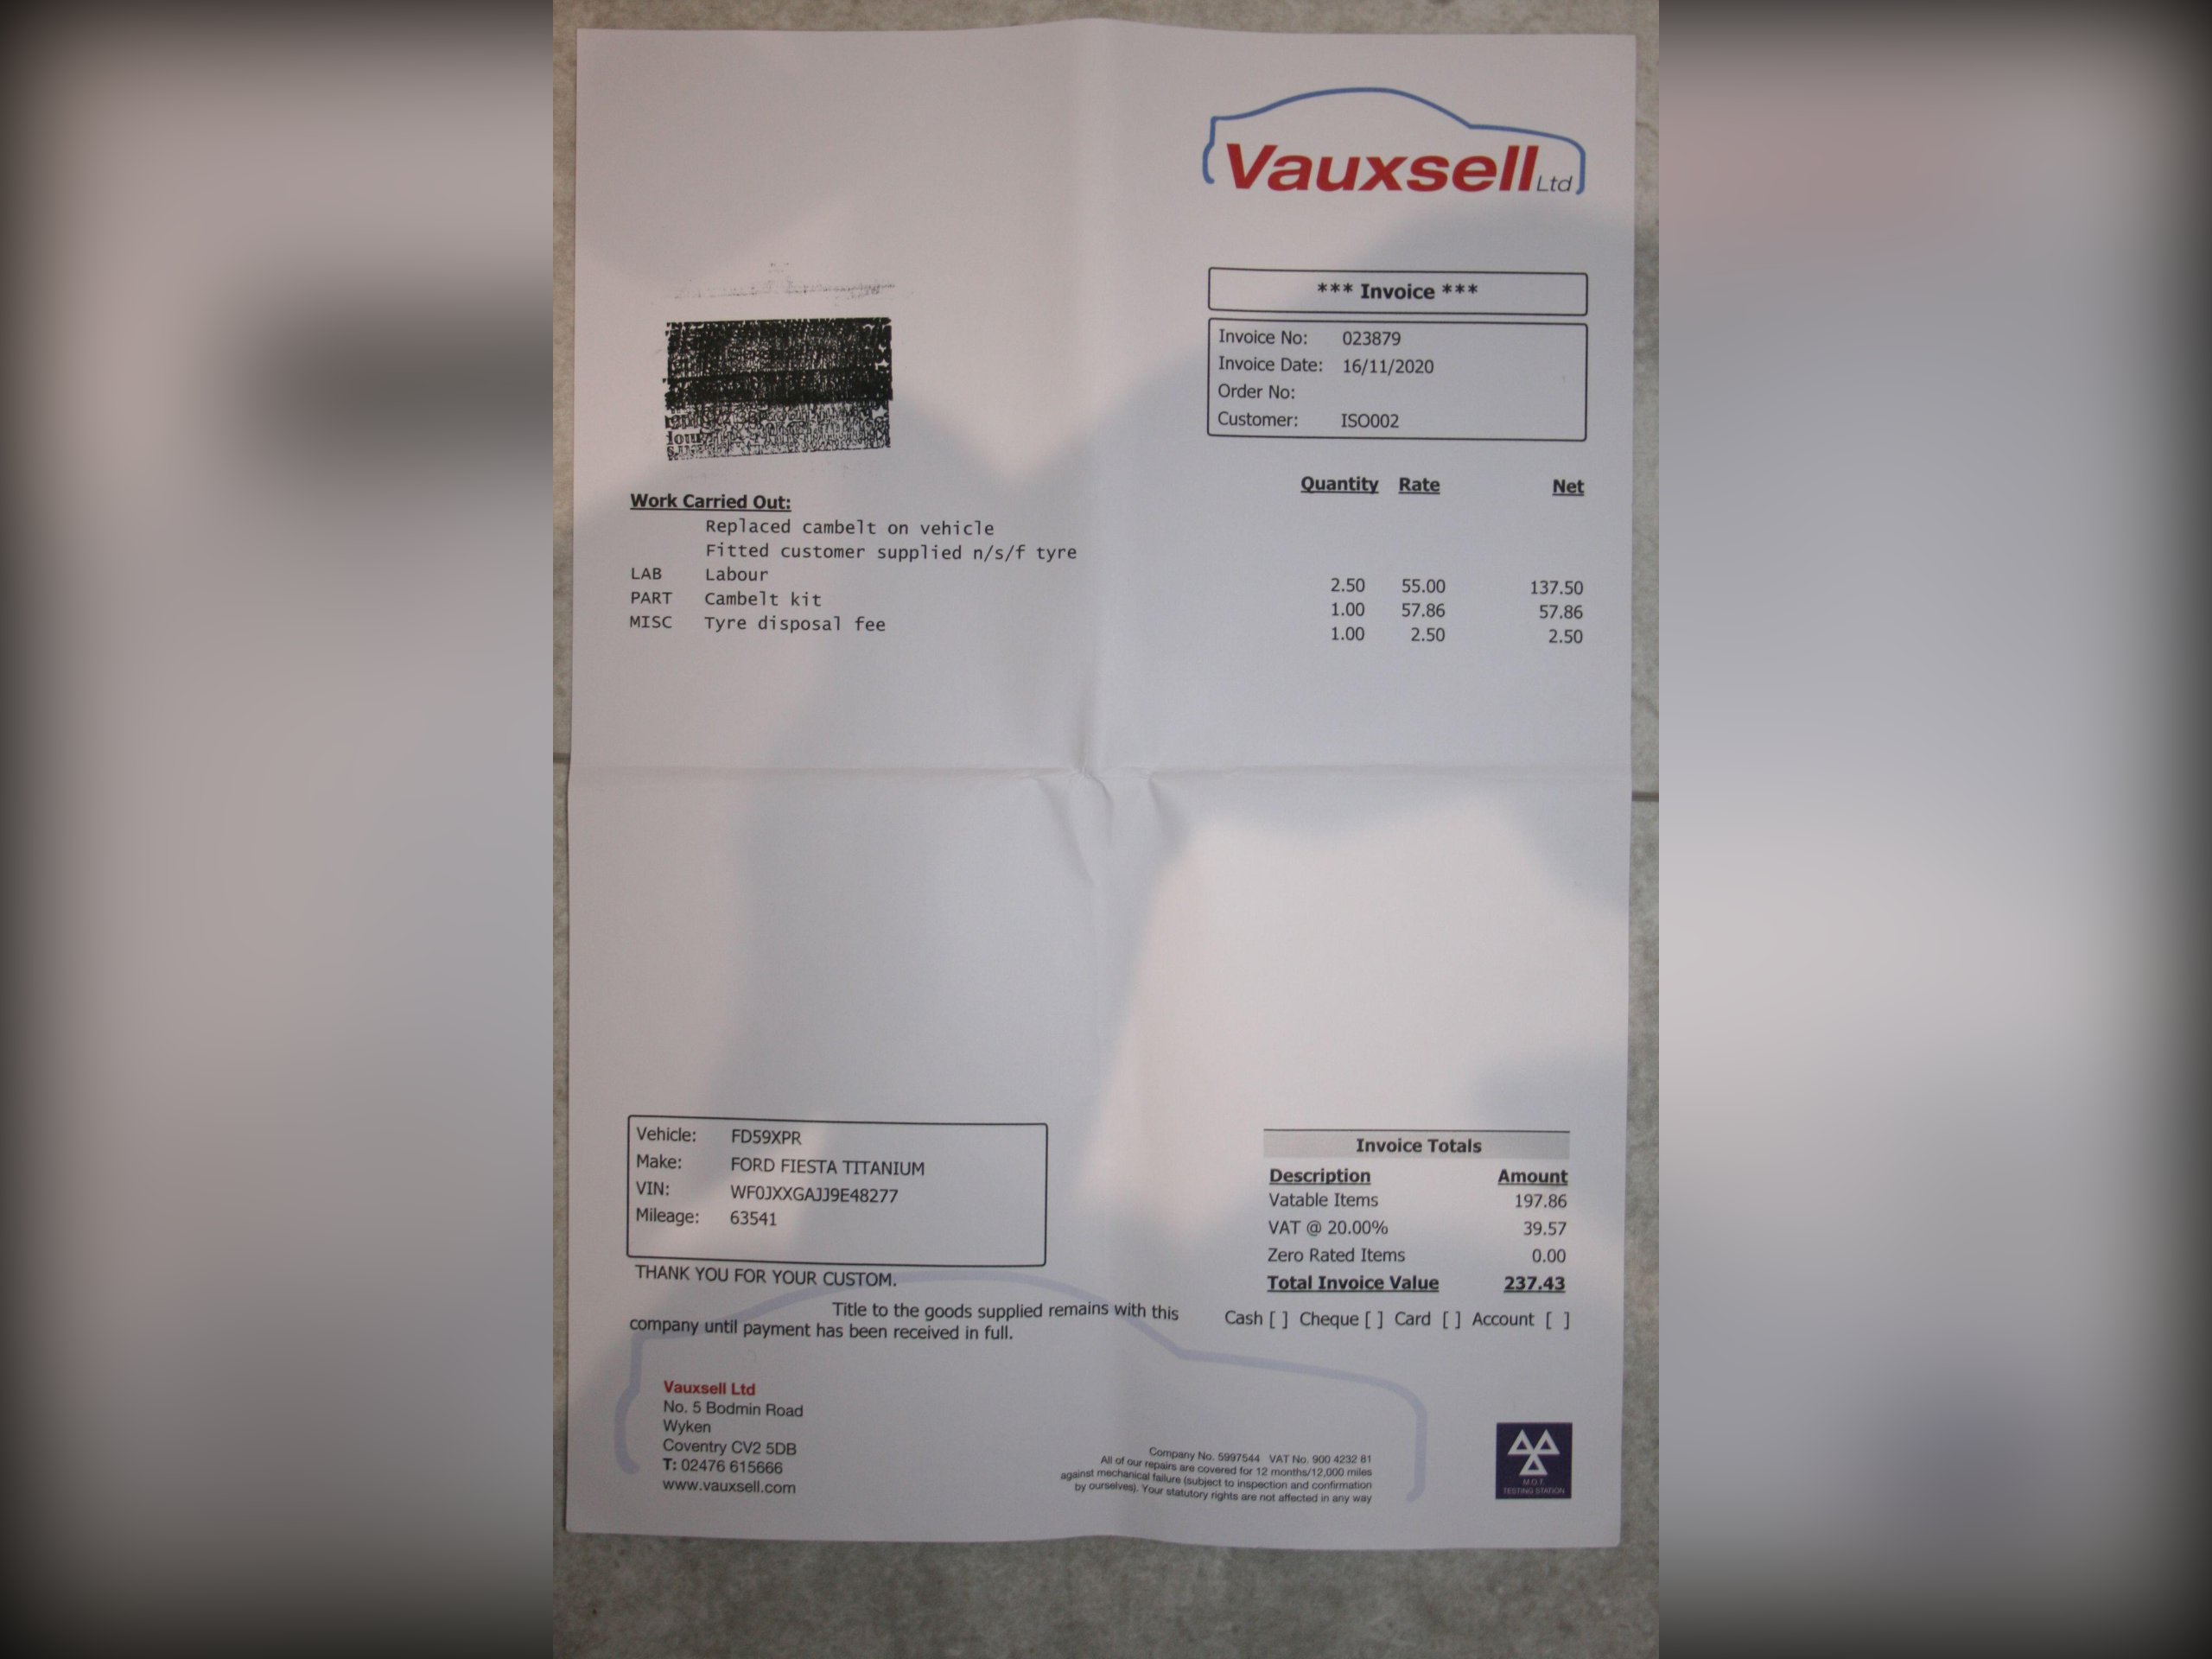 Vauxsell Ltd
*** Invoice ***
Invoice No: 023879
Invoice Date: 16/11/2020
Order No:
Customer: ISO002
Quantity Rate Net
Work Carried Out:
Replaced cambelt on vehicle
Fitted customer supplied n/s/f tyre
LAB Labour 2.50 55.00 137.50
PART Cambelt kit 1.00 57.86 57.86
MISC Tyre disposal fee 1.00 2.50 2.50
Vehicle: FD59XPR
Make: FORD FIESTA TITANIUM
VIN: WF0JXXGAJJ9E48277
Mileage: 63541
THANK YOU FOR YOUR CUSTOM.
Title to the goods supplied remains with this
company until payment has been received in full.
Invoice Totals
Description Amount
Vatable Items 197.86
VAT @ 20.00% 39.57
Zero Rated Items 0.00
Total Invoice Value 237.43
Cash [ ] Cheque [ ] Card [ ] Account [ ]
Vauxsell Ltd
No. 5 Bodmin Road
Wyken
Coventry CV2 5DB
T: 02476 615666
www.vauxsell.com
Company No. 5997544 VAT No. 900 4232 81
All of our repairs are covered for 12 months/12,000 miles
against mechanical failure (subject to inspection and confirmation
by ourselves). Your statutory rights are not affected in any way
M.O.T.
TESTING STATION